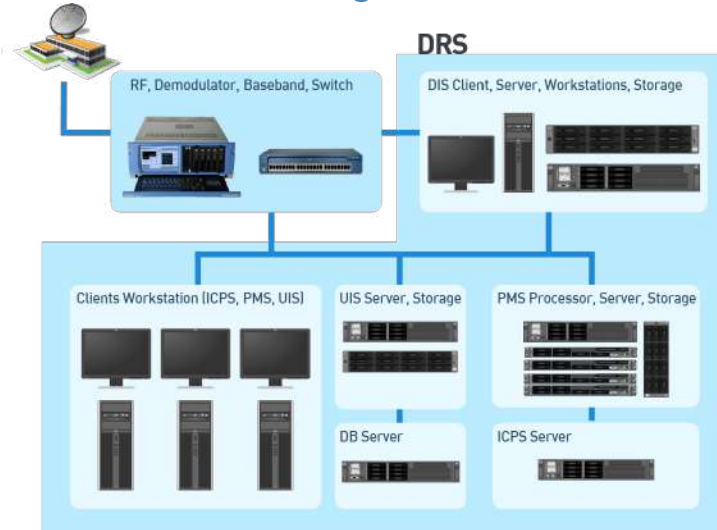 DRS
RF, Demodulator, Baseband, Switch
DIS Client, Server, Workstations, Storage
Clients Workstation (ICPS, PMS, UIS)
UIS Server, Storage
PMS Processor, Server, Storage
DB Server
ICPS Server